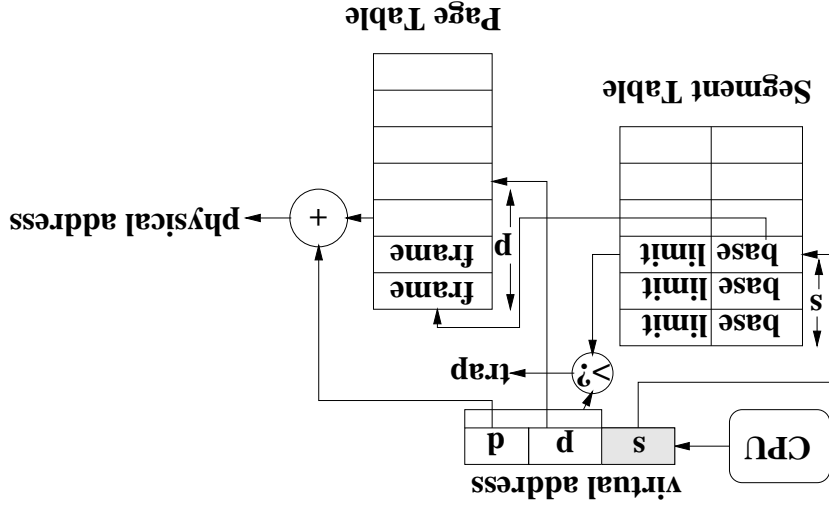 virtual address
CPU
s p d
>?
trap
s
base limit
base limit
base limit
Segment Table
p
frame
frame
Page Table
+
physical address